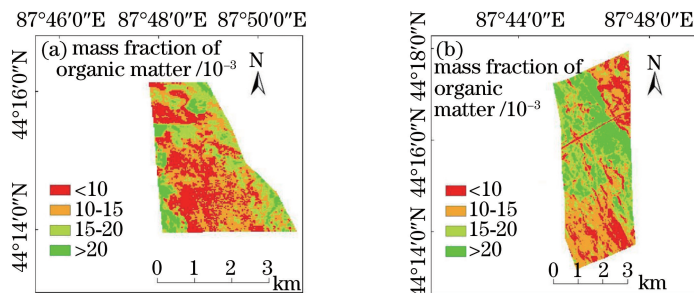 87°46′0″N 87°48′0″N 87°50′0″N
(a) mass fraction of
organic matter /10⁻³
N
44°16′0″N
44°14′0″N
<10
10-15
15-20
>20
0 1 2 3
km
87°44′0″N 87°48′0″N
(b)
mass fraction of
organic
matter /10⁻³
N
44°18′0″N
44°16′0″N
44°14′0″N
<10
10-15
15-20
>20
0 1 2 3
km